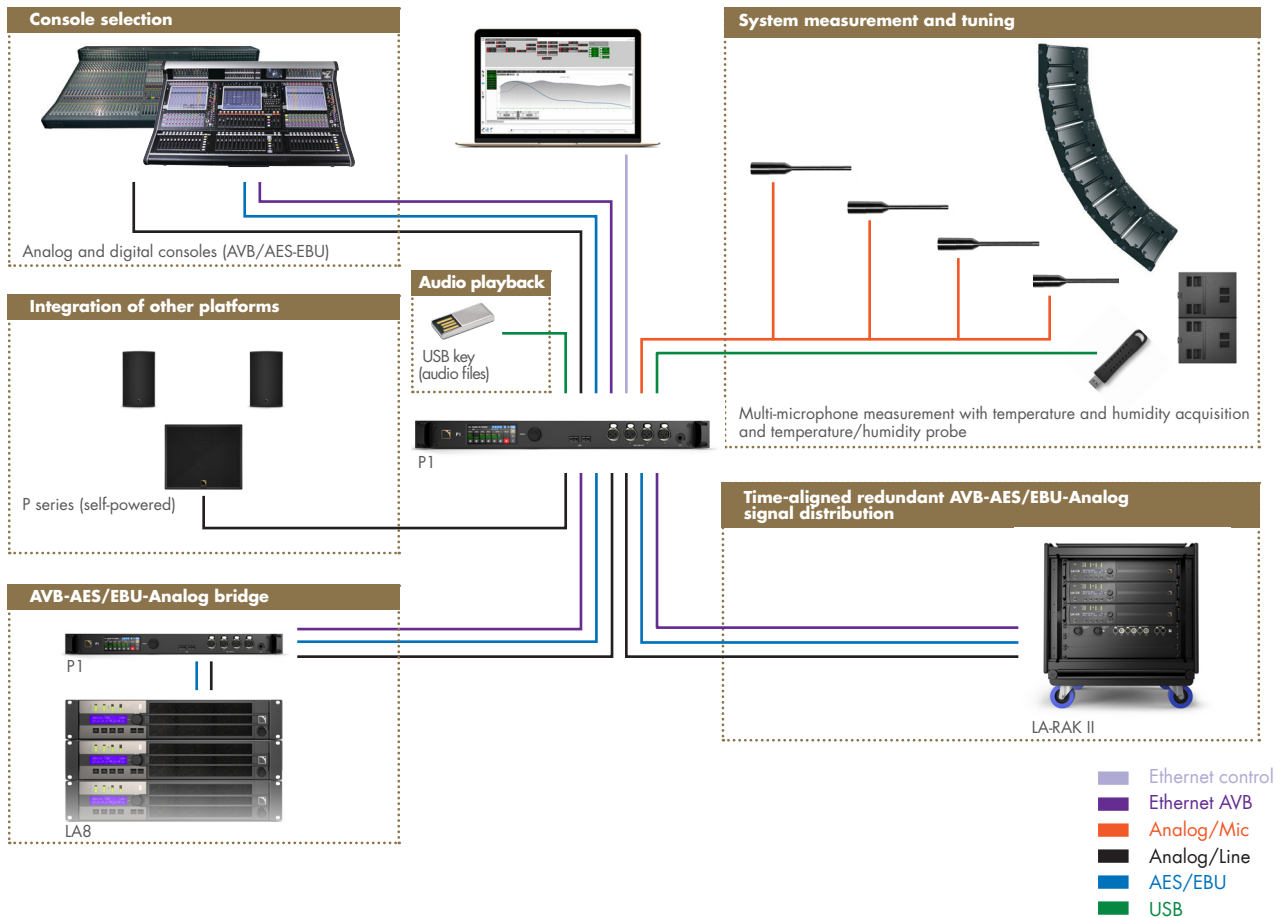 Console selection
Analog and digital consoles (AVB/AES-EBU)
System measurement and tuning
Multi-microphone measurement with temperature and humidity acquisition
and temperature/humidity probe
Integration of other platforms
P series (self-powered)
Audio playback
USB key
(audio files)
P1
P1
Time-aligned redundant AVB-AES/EBU-Analog
signal distribution
LA-RAK II
AVB-AES/EBU-Analog bridge
P1
LA8
Ethernet control
Ethernet AVB
Analog/Mic
Analog/Line
AES/EBU
USB